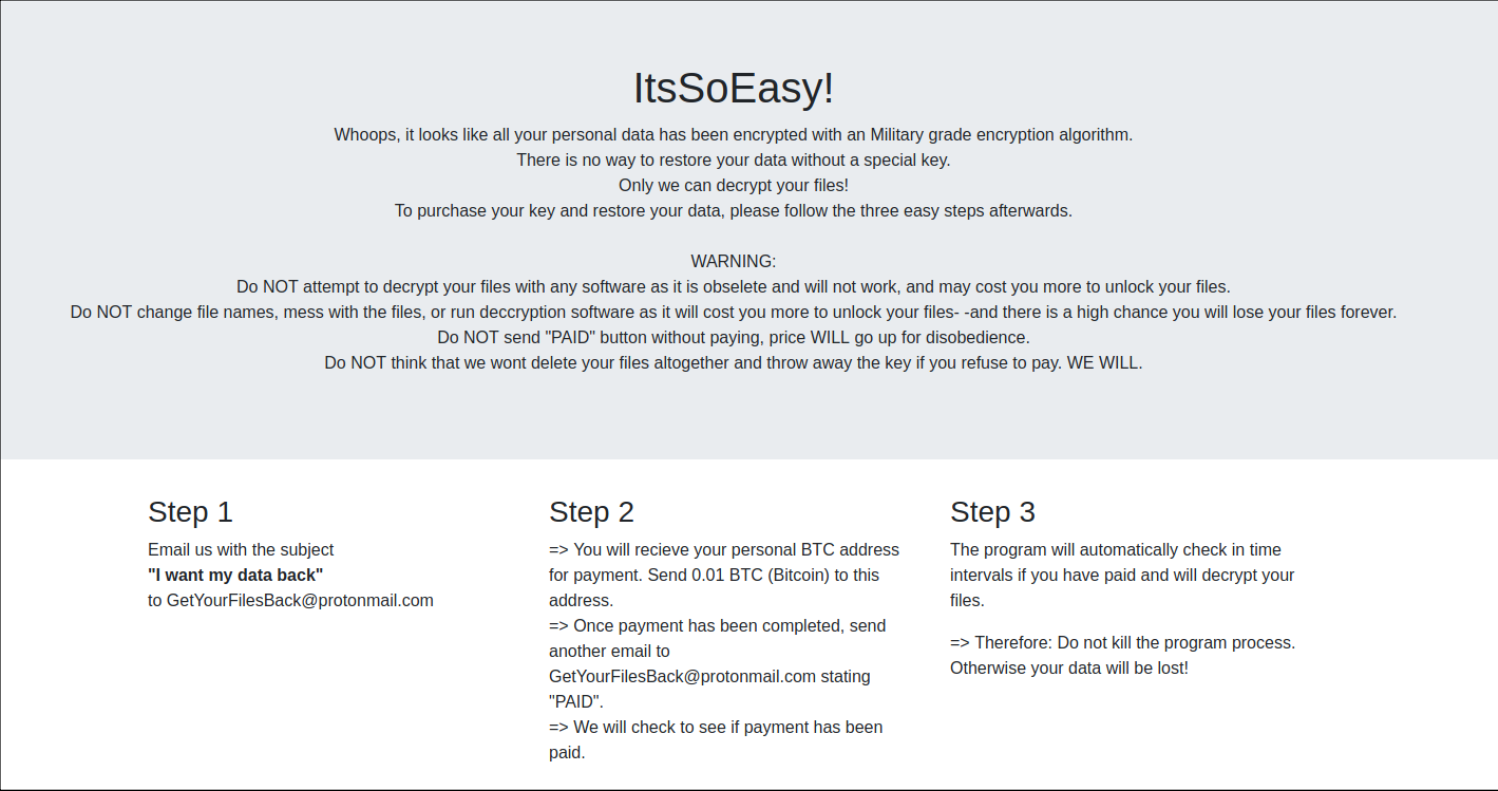 ItsSoEasy!
Whoops, it looks like all your personal data has been encrypted with an Military grade encryption algorithm.
There is no way to restore your data without a special key.
Only we can decrypt your files!
To purchase your key and restore your data, please follow the three easy steps afterwards.
WARNING:
Do NOT attempt to decrypt your files with any software as it is obselete and will not work, and may cost you more to unlock your files.
Do NOT change file names, mess with the files, or run deccryption software as it will cost you more to unlock your files- -and there is a high chance you will lose your files forever.
Do NOT send "PAID" button without paying, price WILL go up for disobedience.
Do NOT think that we wont delete your files altogether and throw away the key if you refuse to pay. WE WILL.
Step 1
Email us with the subject
"I want my data back"
to GetYourFilesBack@protonmail.com
Step 2
=> You will recieve your personal BTC address
for payment. Send 0.01 BTC (Bitcoin) to this
address.
=> Once payment has been completed, send
another email to
GetYourFilesBack@protonmail.com stating
"PAID".
=> We will check to see if payment has been
paid.
Step 3
The program will automatically check in time
intervals if you have paid and will decrypt your
files.
=> Therefore: Do not kill the program process.
Otherwise your data will be lost!